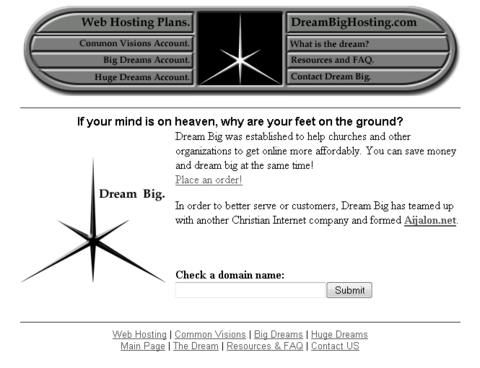 Web Hosting Plans.
DreamBigHosting.com
Common Visions Account.
What is the dream?
Big Dreams Account.
Resources and FAQ.
Huge Dreams Account.
Contact Dream Big.
If your mind is on heaven, why are your feet on the ground?
Dream Big.
Dream Big was established to help churches and other
organizations to get online more affordably. You can save money
and dream big at the same time!
Place an order!
In order to better serve or customers, Dream Big has teamed up
with another Christian Internet company and formed Aijalon.net.
Check a domain name:
Submit
Web Hosting | Common Visions | Big Dreams | Huge Dreams
Main Page | The Dream | Resources & FAQ | Contact US